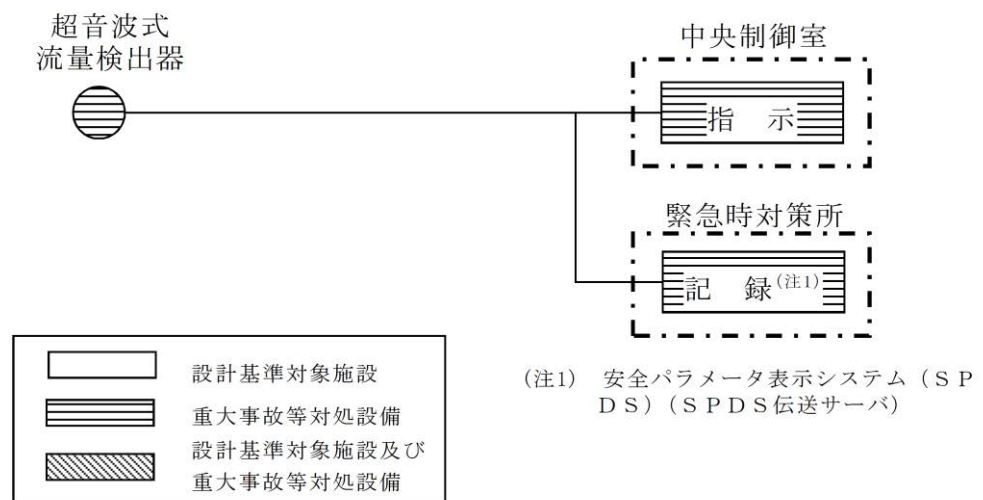 超音波式
流量検出器
中央制御室
指　示
緊急時対策所
記　録(注1)
設計基準対象施設
重大事故等対処設備
設計基準対象施設及び
重大事故等対処設備
(注1)　安全パラメータ表示システム（ＳＰ
ＤＳ）（ＳＰＤＳ伝送サーバ）